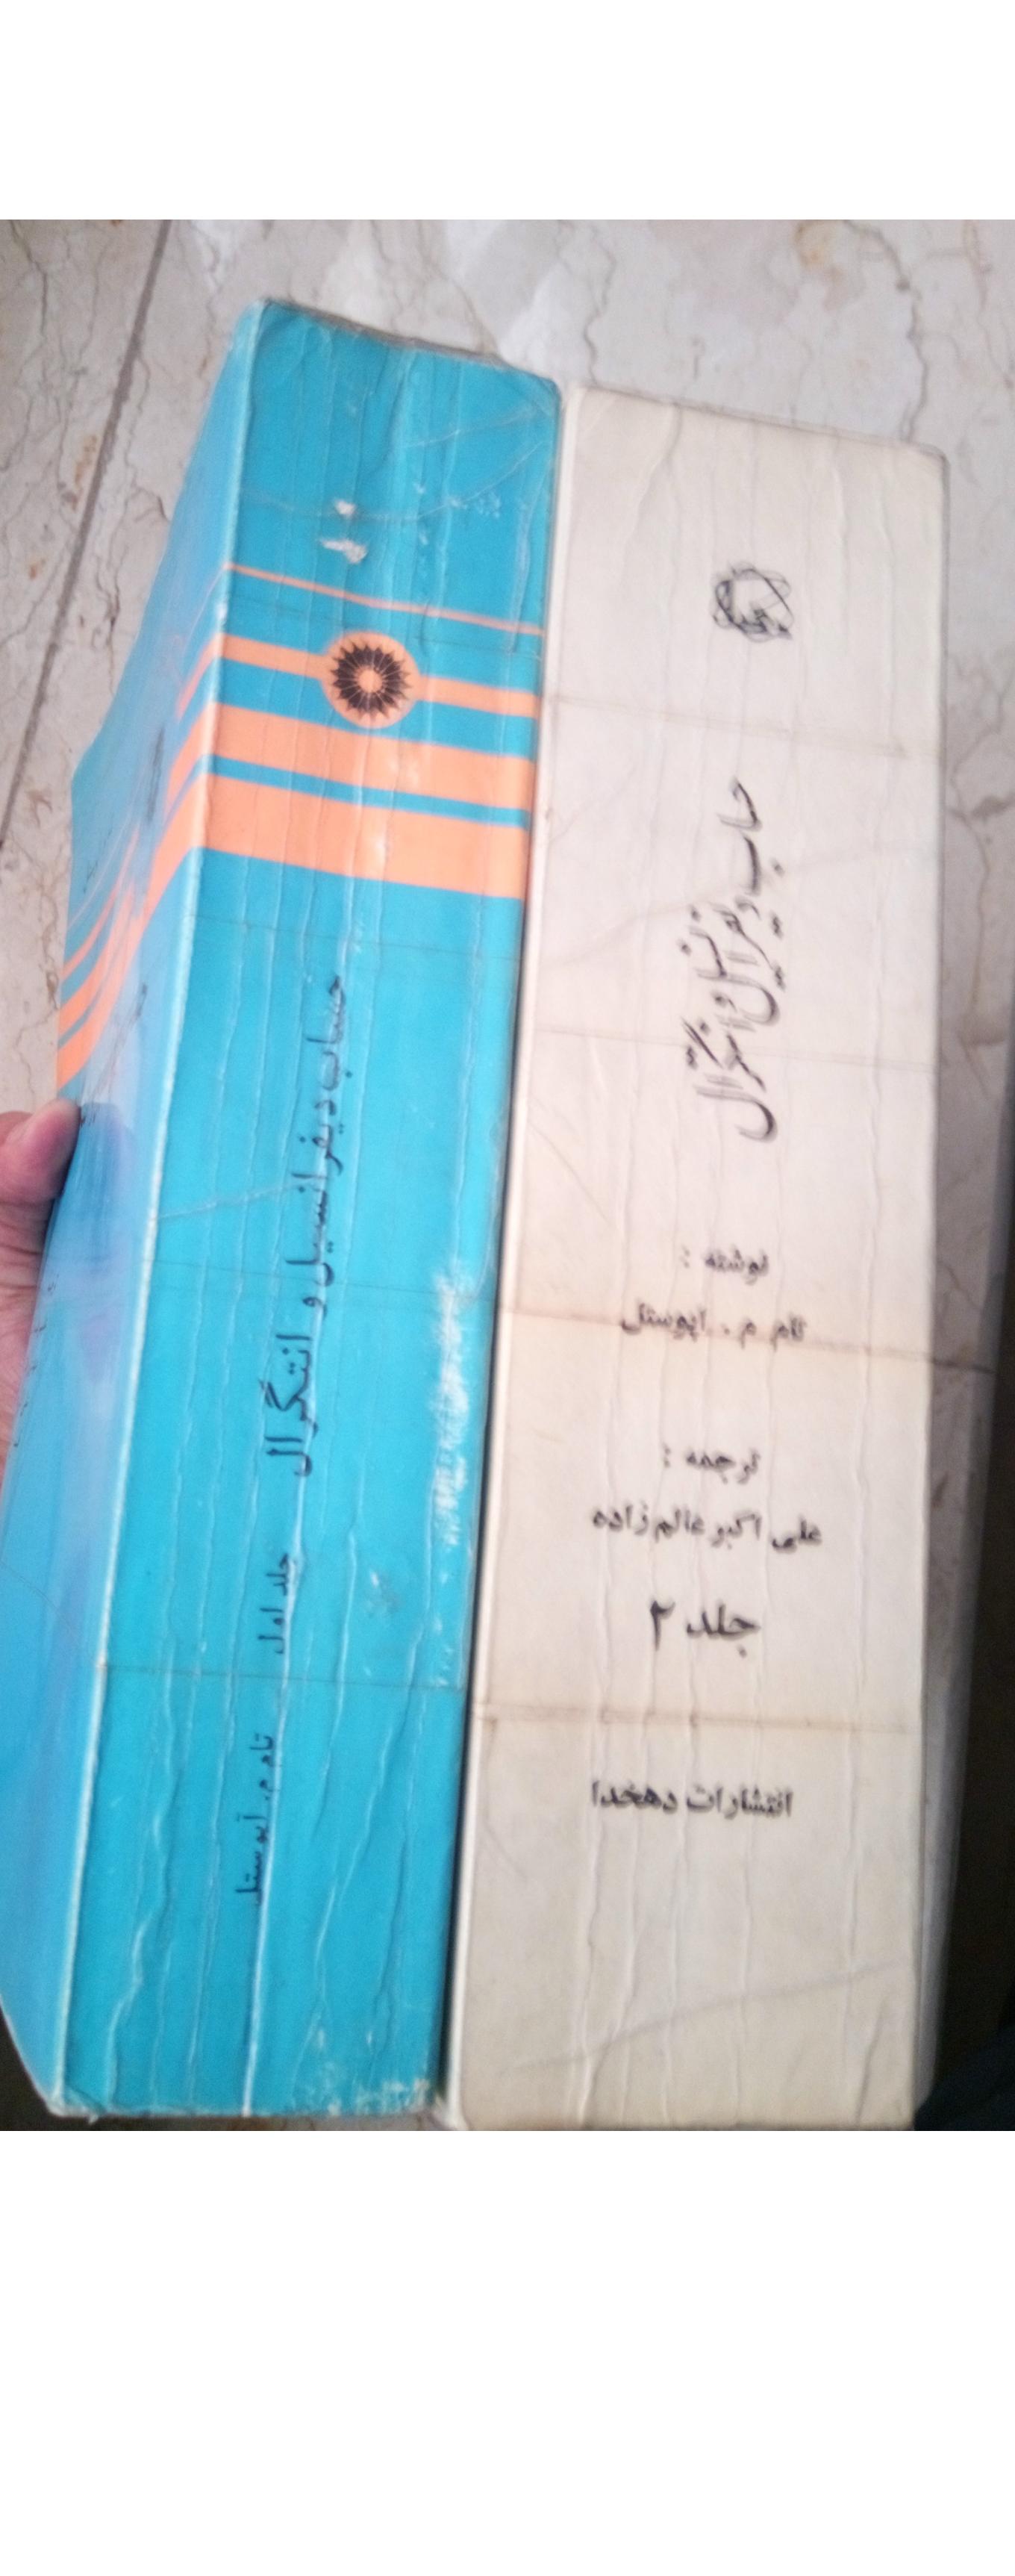 حساب دیفرانسیل و انتگرال جلد اول تام م. آپوستل
حساب دیفرانسیل و انتگرال
نوشته :
تام م . آپوستل
ترجمه :
علی اکبر عالم زاده
جلد ۲
انتشارات دهخدا